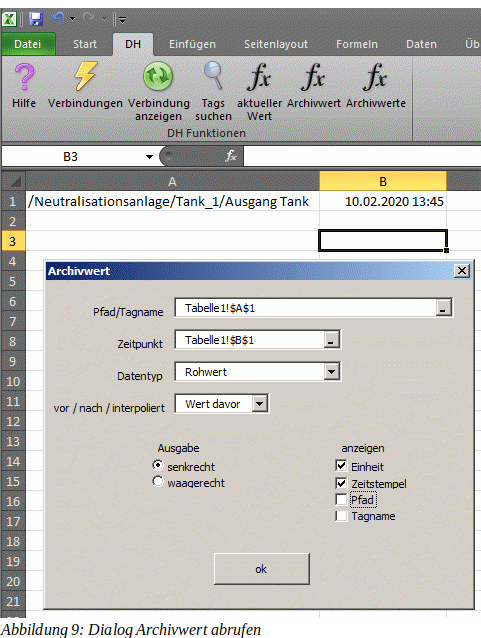 Datei Start DH Einfügen Seitenlayout Formeln Daten Üb
Hilfe Verbindungen Verbindung anzeigen Tags suchen aktueller Wert Archivwert Archivwerte
DH Funktionen
B3 fx
A B
1 /Neutralisationsanlage/Tank_1/Ausgang Tank 10.02.2020 13:45
2
3
4
Archivwert
5
6 Pfad/Tagname Tabelle1!$A$1
7
8 Zeitpunkt Tabelle1!$B$1
9
10 Datentyp Rohwert
11 vor / nach / interpoliert Wert davor
12
13 Ausgabe anzeigen
14 senkrecht Einheit
15 waagerecht Zeitstempel
16 Pfad
17 Tagname
18
19 ok
20
21
Abbildung 9: Dialog Archivwert abrufen